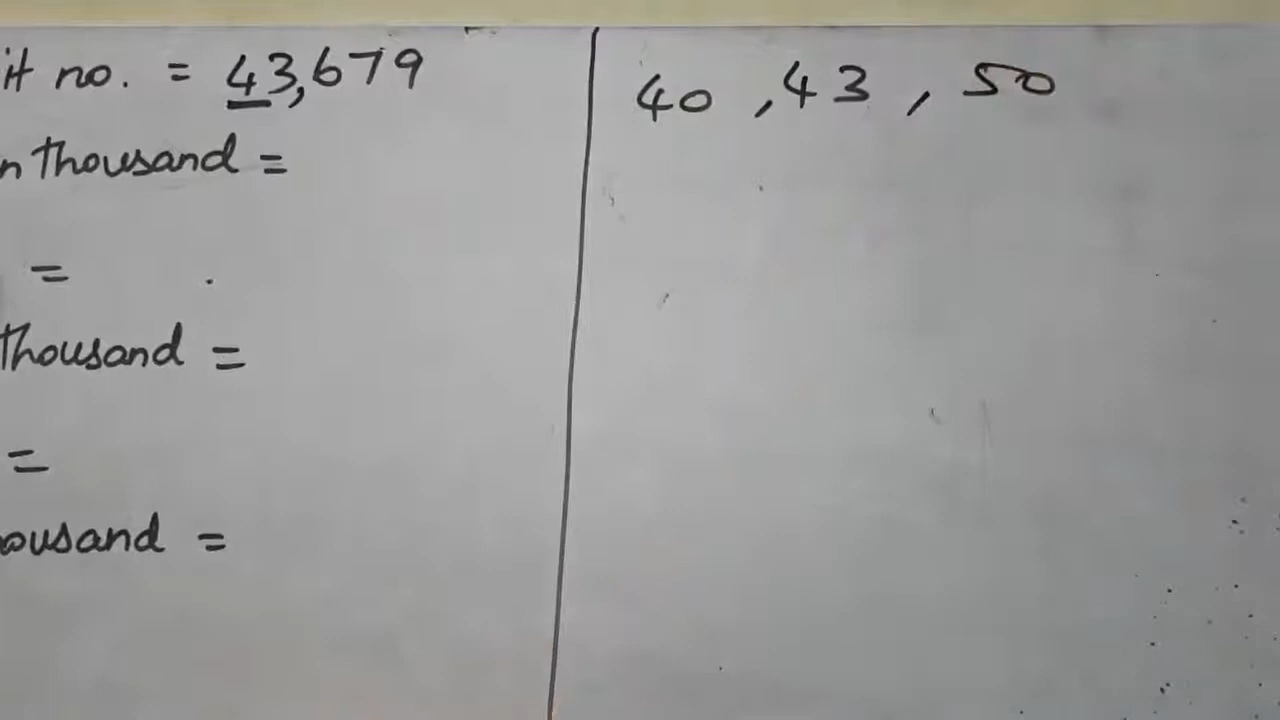 it no. = 43,679
n thousand =
=
thousand =
=
ousand =
40 , 43 , 50